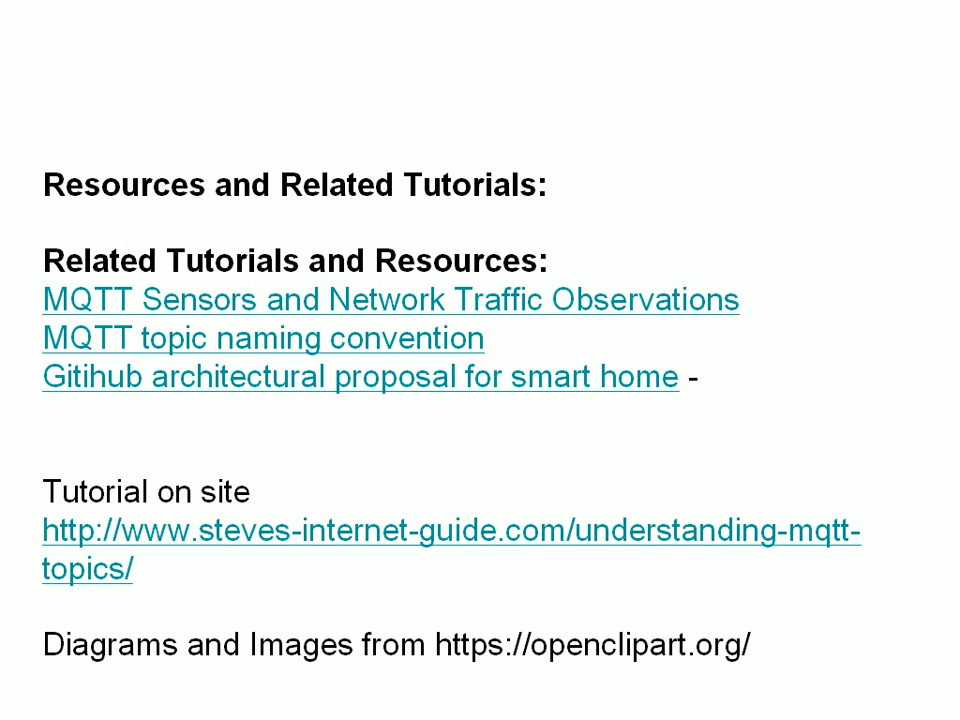 Resources and Related Tutorials:
Related Tutorials and Resources:
MQTT Sensors and Network Traffic Observations
MQTT topic naming convention
Gitihub architectural proposal for smart home -
Tutorial on site
http://www.steves-internet-guide.com/understanding-mqtt-
topics/
Diagrams and Images from https://openclipart.org/